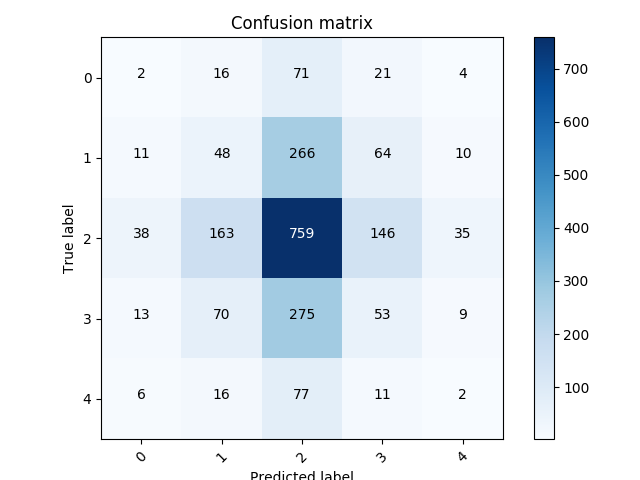 Confusion matrix
0 2 16 71 21 4
1 11 48 266 64 10
2 38 163 759 146 35
3 13 70 275 53 9
4 6 16 77 11 2
0 1 2 3 4
True label
Predicted label
700
600
500
400
300
200
100